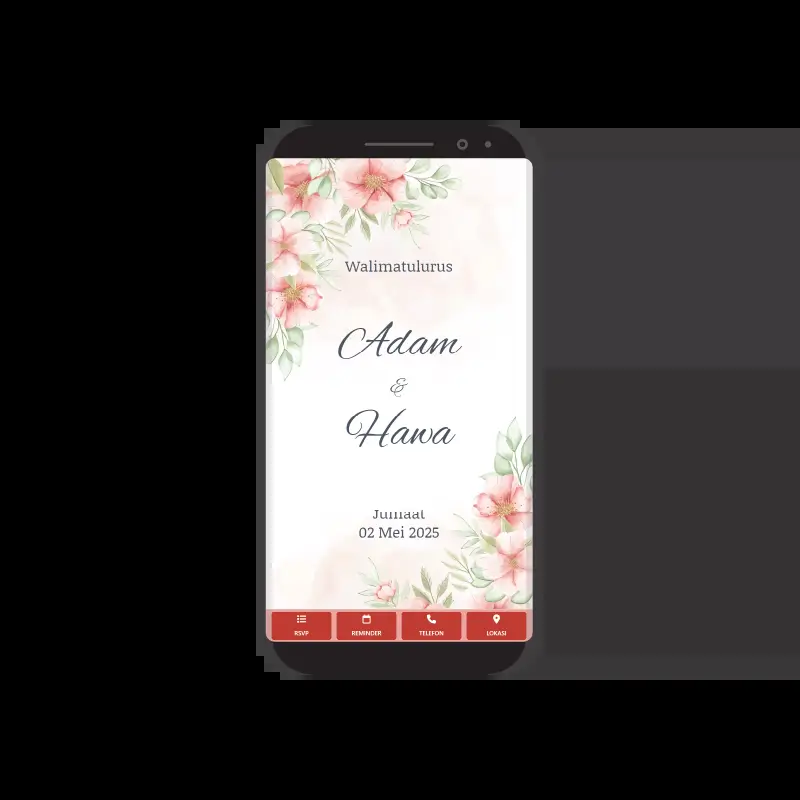 Walimatulurus
Adam
&
Hawa
Jumaat
02 Mei 2025
RSVP
REMINDER
TELEFON
LOKASI